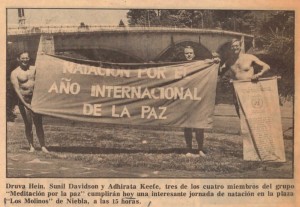 NATACION POR EL
AÑO INTERNACIONAL
DE LA PAZ
Druva Hein, Sunil Davidson y Adhirata Keefe, tres de los cuatro miembros del grupo
"Meditación por la paz" cumplirán hoy una interesante jornada de natación en la plaza
("Los Molinos" de Niebla, a las 15 horas.